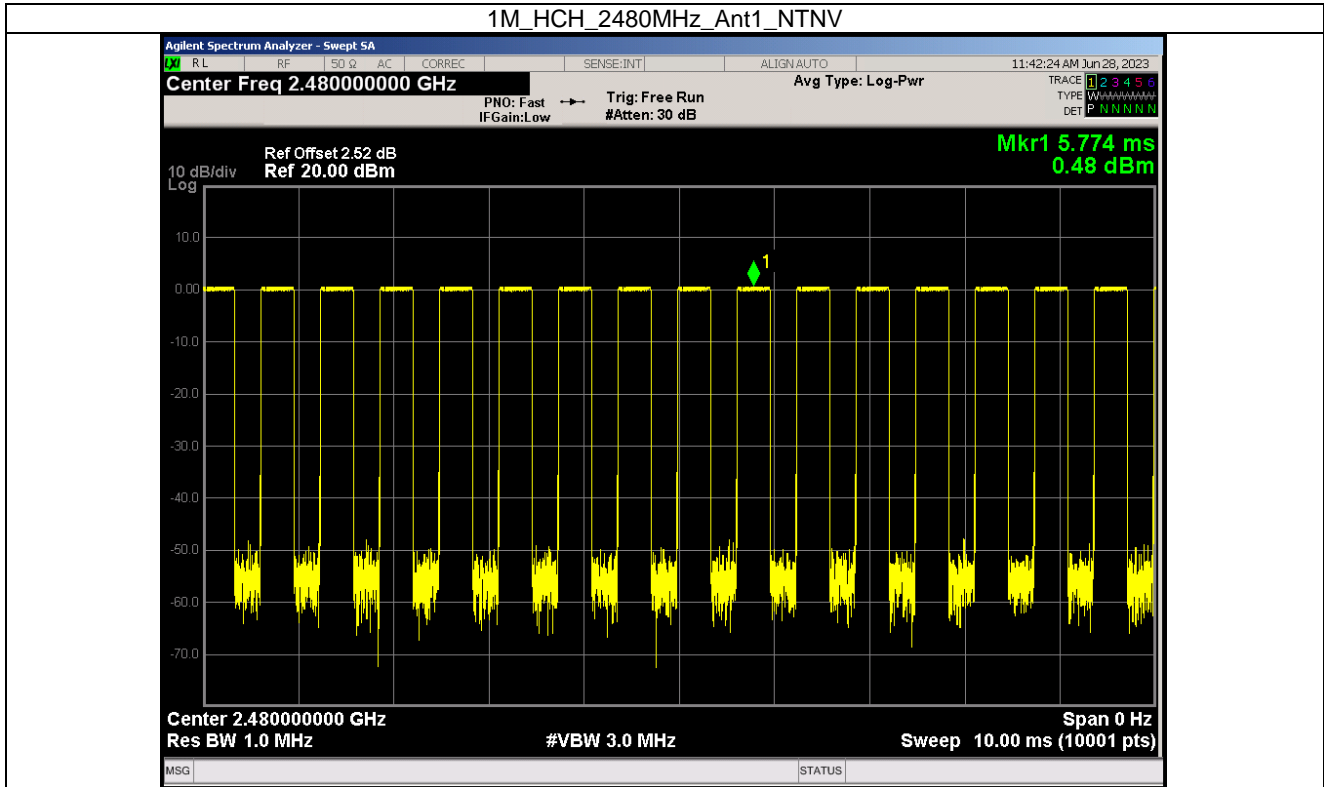 1M_HCH_2480MHz_Ant1_NTNV
Agilent Spectrum Analyzer - Swept SA
LXI RL RF 50 Ω AC CORREC SENSE:INT ALIGN AUTO 11:42:24 AM Jun 28, 2023
Center Freq 2.480000000 GHz
PNO: Fast
IFGain:Low
Trig: Free Run
#Atten: 30 dB
Avg Type: Log-Pwr
TRACE 1 2 3 4 5 6
TYPE WWWWWW
DET P N N N N N
Mkr1 5.774 ms
0.48 dBm
Ref Offset 2.52 dB
10 dB/div Ref 20.00 dBm
Log
10.0
1
0.00
-10.0
-20.0
-30.0
-40.0
-50.0
-60.0
-70.0
Center 2.480000000 GHz Span 0 Hz
Res BW 1.0 MHz #VBW 3.0 MHz Sweep 10.00 ms (10001 pts)
MSG STATUS